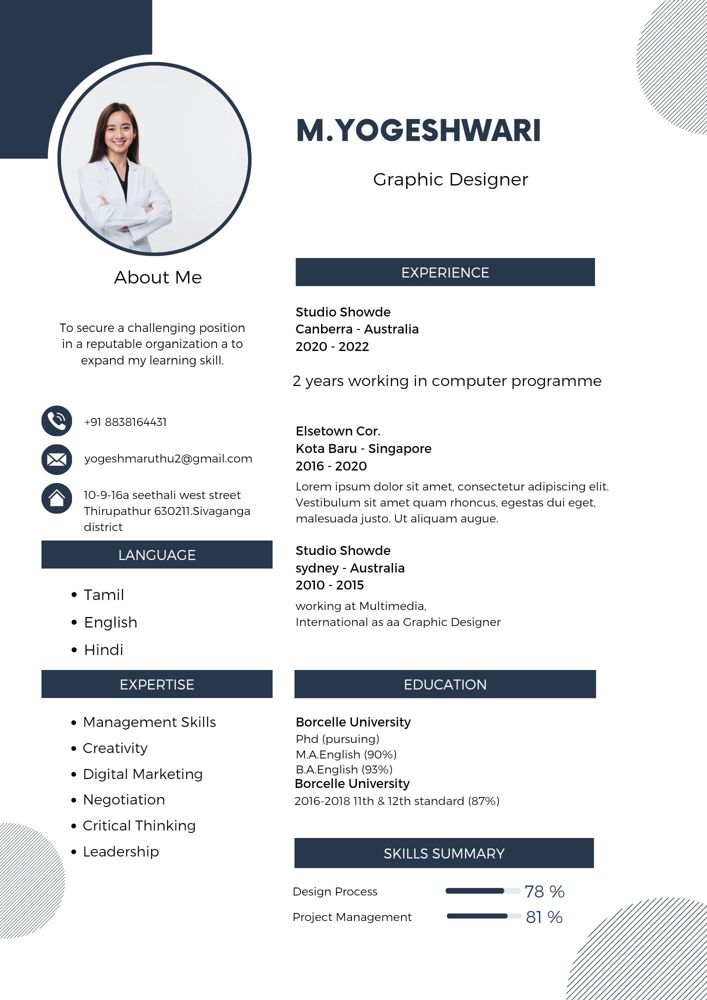 M.YOGESHWARI
Graphic Designer
About Me
To secure a challenging position
in a reputable organization a to
expand my learning skill.
+91 8838164431
yogeshmaruthu2@gmail.com
10-9-16a seethali west street
Thirupathur 630211.Sivaganga
district
LANGUAGE
• Tamil
• English
• Hindi
EXPERTISE
• Management Skills
• Creativity
• Digital Marketing
• Negotiation
• Critical Thinking
• Leadership
EXPERIENCE
Studio Showde
Canberra - Australia
2020 - 2022
2 years working in computer programme
Elsetown Cor.
Kota Baru - Singapore
2016 - 2020
Lorem ipsum dolor sit amet, consectetur adipiscing elit.
Vestibulum sit amet quam rhoncus, egestas dui eget,
malesuada justo. Ut aliquam augue.
Studio Showde
sydney - Australia
2010 - 2015
working at Multimedia,
International as aa Graphic Designer
EDUCATION
Borcelle University
Phd (pursuing)
M.A.English (90%)
B.A.English (93%)
Borcelle University
2016-2018 11th & 12th standard (87%)
SKILLS SUMMARY
Design Process 78 %
Project Management 81 %